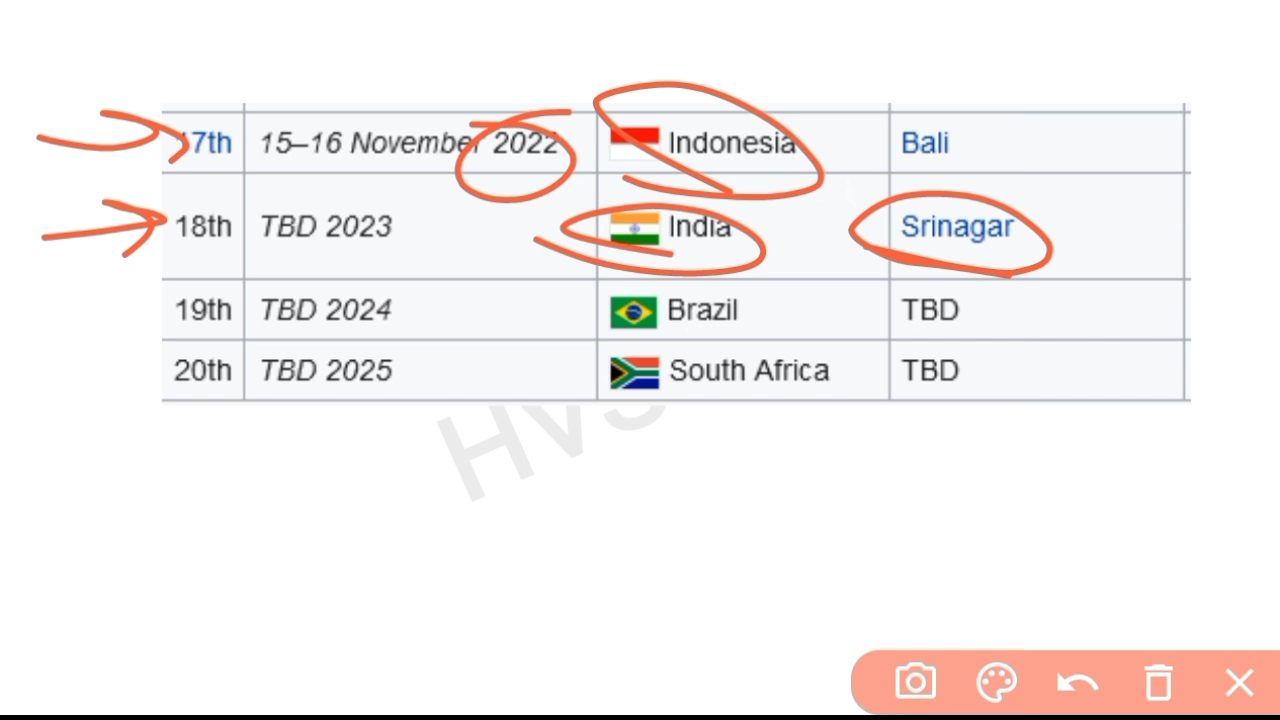 17th 15–16 November 2022 Indonesia Bali
18th TBD 2023 India Srinagar
19th TBD 2024 Brazil TBD
20th TBD 2025 South Africa TBD